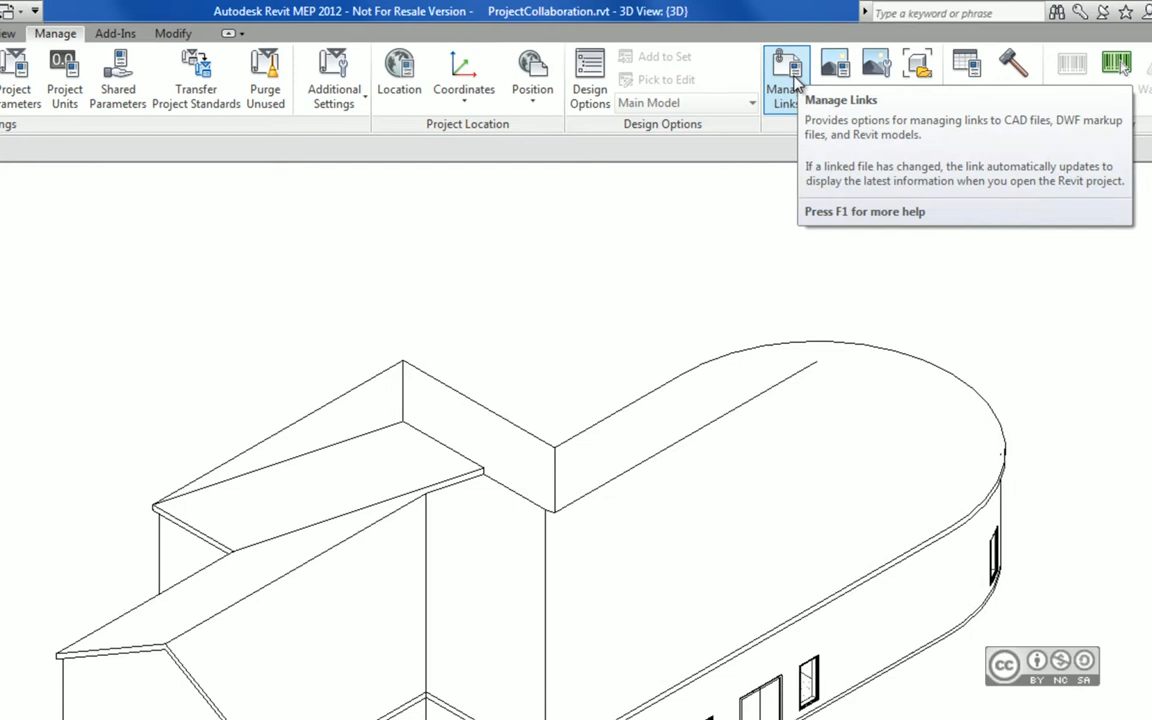 Autodesk Revit MEP 2012 - Not For Resale Version -    ProjectCollaboration.rvt - 3D View: {3D}
Type a keyword or phrase
Manage
Add-Ins
Modify
Project
Units
Shared
Parameters
Transfer
Project Standards
Purge
Unused
Additional
Settings
Location
Coordinates
Position
Design
Options
Add to Set
Pick to Edit
Main Model
Project Location
Design Options
Manage Links
Provides options for managing links to CAD files, DWF markup
files, and Revit models.
If a linked file has changed, the link automatically updates to
display the latest information when you open the Revit project.
Press F1 for more help
cc
BY NC SA